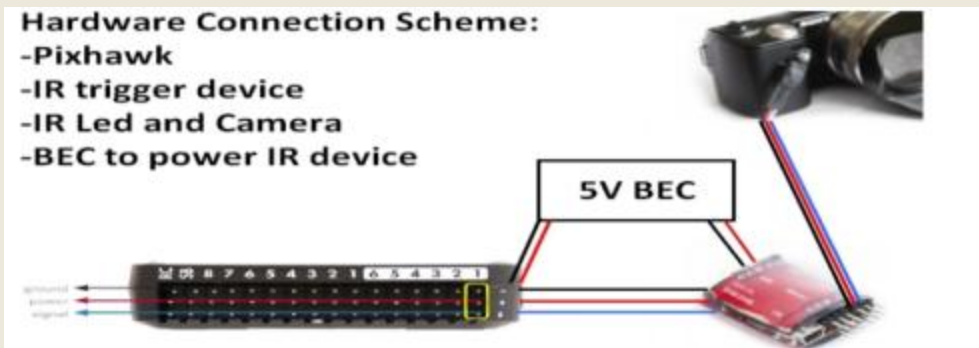 Hardware Connection Scheme:
-Pixhawk
-IR trigger device
-IR Led and Camera
-BEC to power IR device
5V BEC
8 7 6 5 4 3 2 1 6 5 4 3 2 1
ground
power
signal